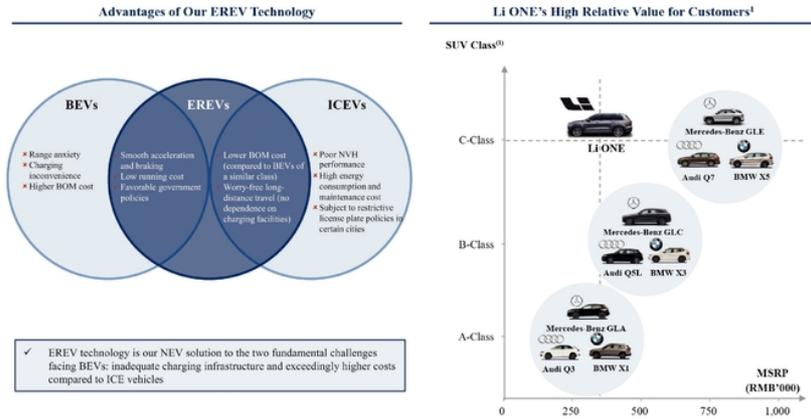 Advantages of Our EREV Technology
BEVs
EREVs
ICEVs
× Range anxiety
× Charging
inconvenience
× Higher BOM cost
Smooth acceleration
and braking
Low running cost
Favorable government
policies
Lower BOM cost
(compared to BEVs of
a similar class)
Worry-free long-
distance travel (no
dependence on
charging facilities)
× Poor NVH
performance
× High energy
consumption and
maintenance cost
× Subject to restrictive
license plate policies in
certain cities
✓ EREV technology is our NEV solution to the two fundamental challenges
facing BEVs: inadequate charging infrastructure and exceedingly higher costs
compared to ICE vehicles
Li ONE's High Relative Value for Customers¹
SUV Class⁽¹⁾
C-Class
B-Class
A-Class
Li ONE
Mercedes-Benz GLE
Audi Q7
BMW X5
Mercedes-Benz GLC
Audi Q5L
BMW X3
Mercedes-Benz GLA
Audi Q3
BMW X1
MSRP
(RMB'000)
0
250
500
750
1,000